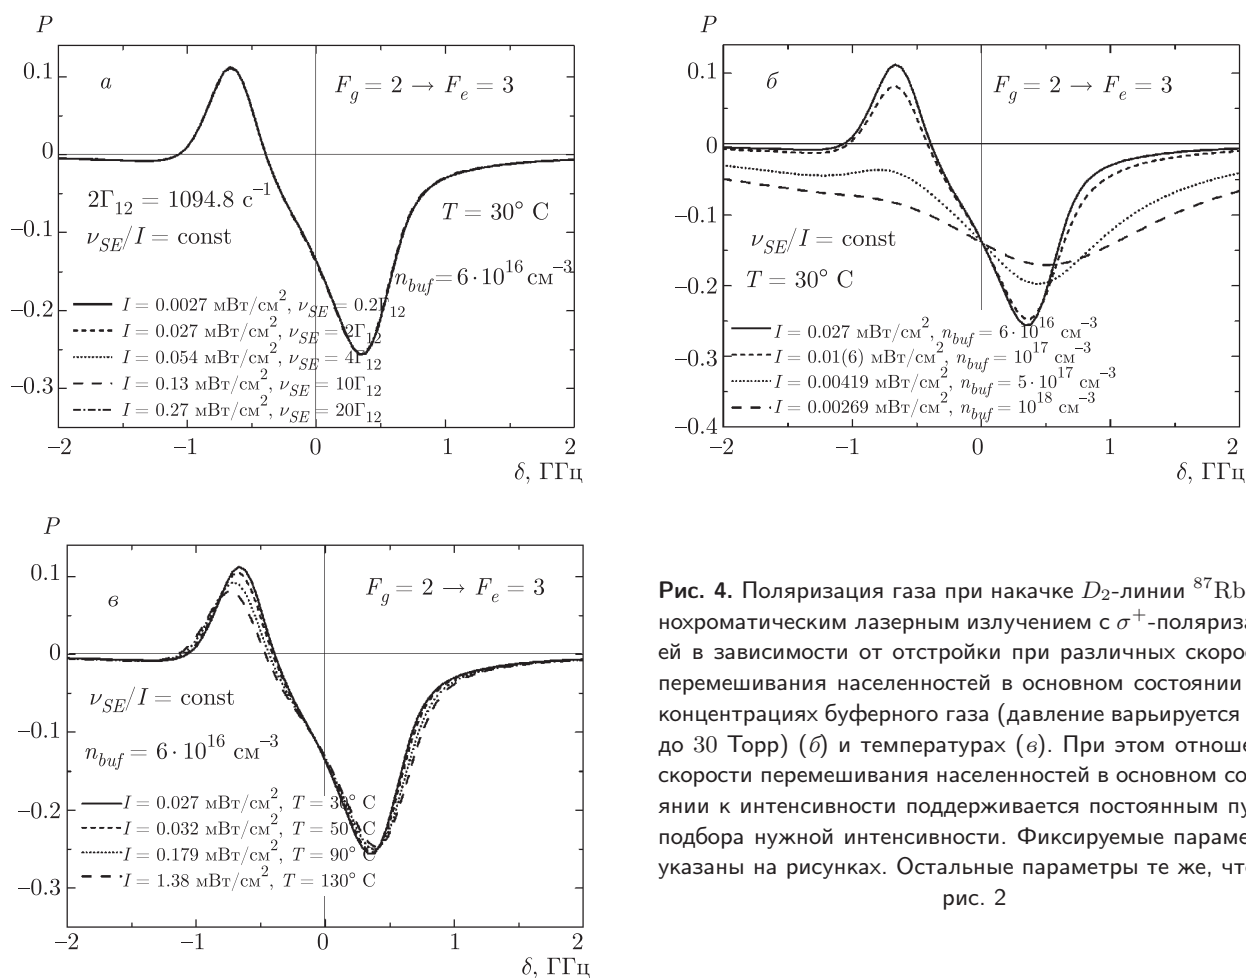 P
a
F_g = 2 → F_e = 3
0.1
0
2Γ_12 = 1094.8 с^−1
T = 30° C
ν_SE/I = const
−0.1
n_buf = 6 · 10^16 см^−3
−0.2
I = 0.0027 мВт/см^2, ν_SE = 0.2Γ_12
I = 0.027 мВт/см^2, ν_SE = 2Γ_12
I = 0.054 мВт/см^2, ν_SE = 4Γ_12
−0.3
I = 0.13 мВт/см^2, ν_SE = 10Γ_12
I = 0.27 мВт/см^2, ν_SE = 20Γ_12
−2 −1 0 1 2
δ, ГГц
P
б
F_g = 2 → F_e = 3
0.1
0
−0.1
−0.2
ν_SE/I = const
T = 30° C
−0.3
−0.4
I = 0.027 мВт/см^2, n_buf = 6 · 10^16 см^−3
I = 0.01(6) мВт/см^2, n_buf = 10^17 см^−3
I = 0.00419 мВт/см^2, n_buf = 5 · 10^17 см^−3
I = 0.00269 мВт/см^2, n_buf = 10^18 см^−3
−2 −1 0 1 2
δ, ГГц
P
в
F_g = 2 → F_e = 3
0.1
0
ν_SE/I = const
−0.1
n_buf = 6 · 10^16 см^−3
−0.2
I = 0.027 мВт/см^2, T = 30° C
I = 0.032 мВт/см^2, T = 50° C
I = 0.179 мВт/см^2, T = 90° C
I = 1.38 мВт/см^2, T = 130° C
−0.3
−2 −1 0 1 2
δ, ГГц
Рис. 4. Поляризация газа при накачке D_2-линии ^87Rb
нохроматическим лазерным излучением с σ^+-поляриза
ей в зависимости от отстройки при различных скорос
перемешивания населенностей в основном состоянии
концентрациях буферного газа (давление варьируется
до 30 Торр) (б) и температурах (в). При этом отноше
скорости перемешивания населенностей в основном со
янии к интенсивности поддерживается постоянным пу
подбора нужной интенсивности. Фиксируемые параме
указаны на рисунках. Остальные параметры те же, что
рис. 2